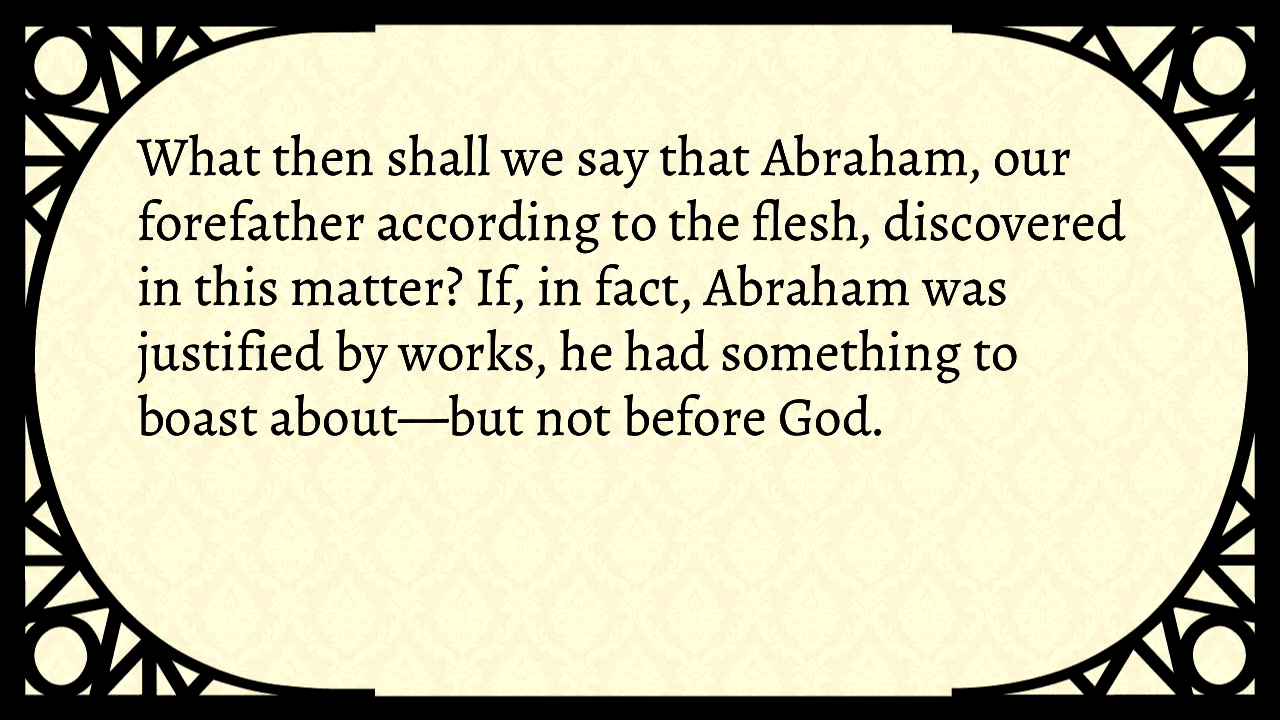 What then shall we say that Abraham, our
forefather according to the flesh, discovered
in this matter? If, in fact, Abraham was
justified by works, he had something to
boast about—but not before God.